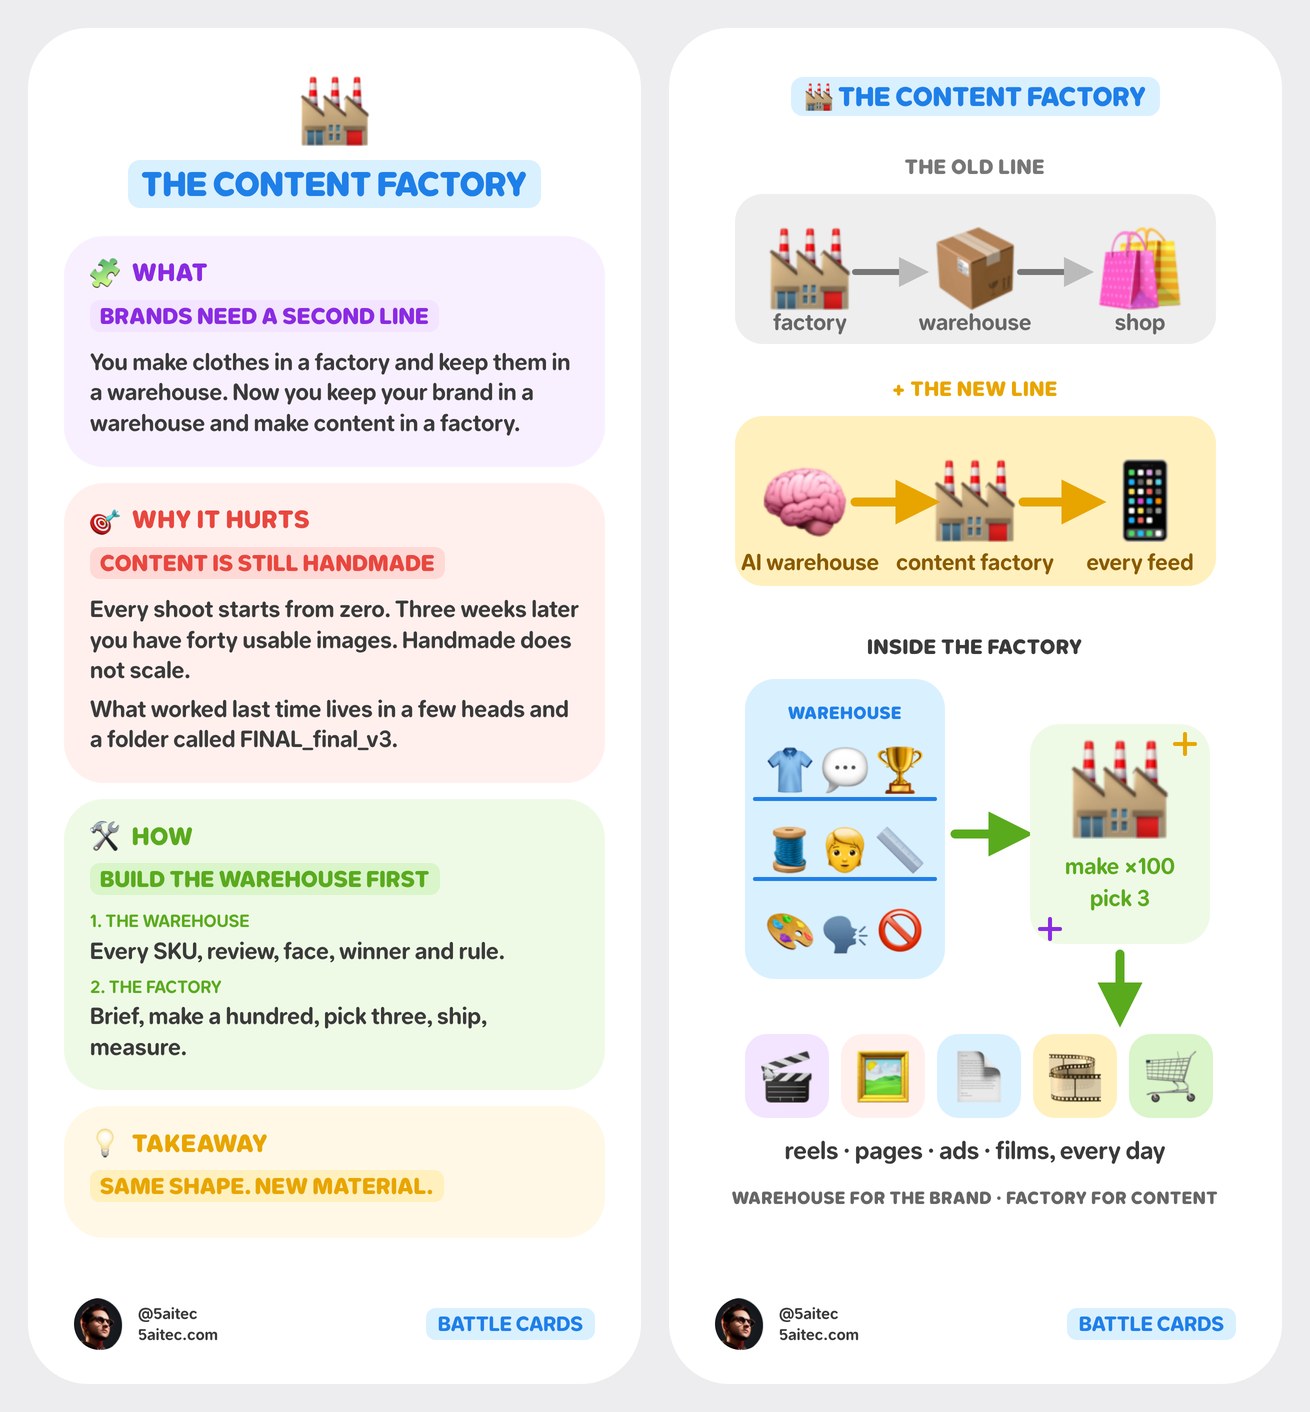 THE CONTENT FACTORY
WHAT
BRANDS NEED A SECOND LINE
You make clothes in a factory and keep them in
a warehouse. Now you keep your brand in a
warehouse and make content in a factory.
WHY IT HURTS
CONTENT IS STILL HANDMADE
Every shoot starts from zero. Three weeks later
you have forty usable images. Handmade does
not scale.
What worked last time lives in a few heads and
a folder called FINAL_final_v3.
HOW
BUILD THE WAREHOUSE FIRST
1. THE WAREHOUSE
Every SKU, review, face, winner and rule.
2. THE FACTORY
Brief, make a hundred, pick three, ship,
measure.
TAKEAWAY
SAME SHAPE. NEW MATERIAL.
@5aitec
5aitec.com
BATTLE CARDS
THE CONTENT FACTORY
THE OLD LINE
factory
warehouse
shop
+ THE NEW LINE
AI warehouse
content factory
every feed
INSIDE THE FACTORY
WAREHOUSE
make ×100
pick 3
reels · pages · ads · films, every day
WAREHOUSE FOR THE BRAND · FACTORY FOR CONTENT
@5aitec
5aitec.com
BATTLE CARDS